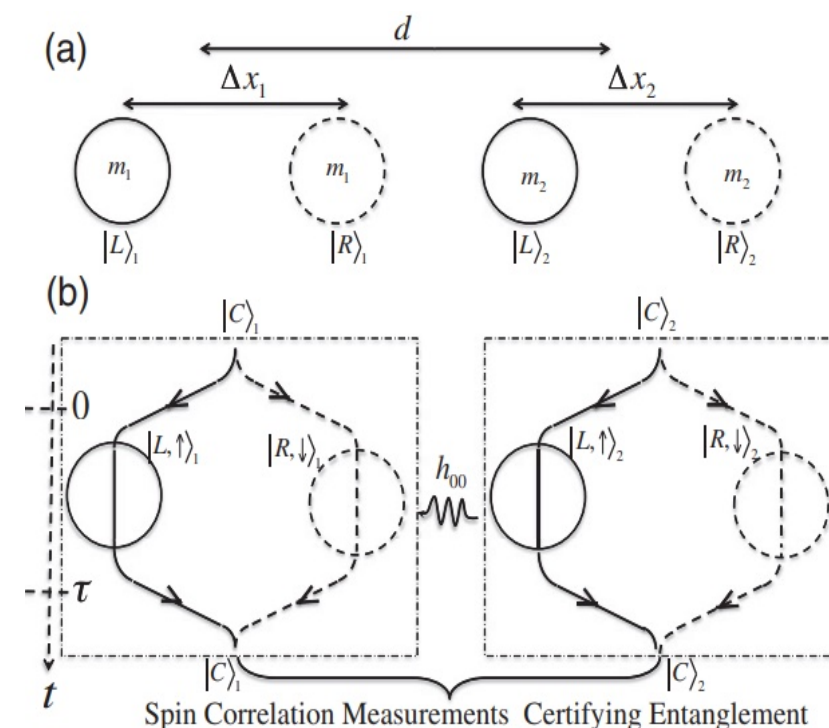 (a)
d
Δx₁ Δx₂
m₁ m₁ m₂ m₂
|L⟩₁ |R⟩₁ |L⟩₂ |R⟩₂
(b)
|C⟩₁ |C⟩₂
0
|L,↑⟩₁ |R,↓⟩₁ h₀₀ |L,↑⟩₂ |R,↓⟩₂
τ
t |C⟩₁ |C⟩₂
Spin Correlation Measurements Certifying Entanglement